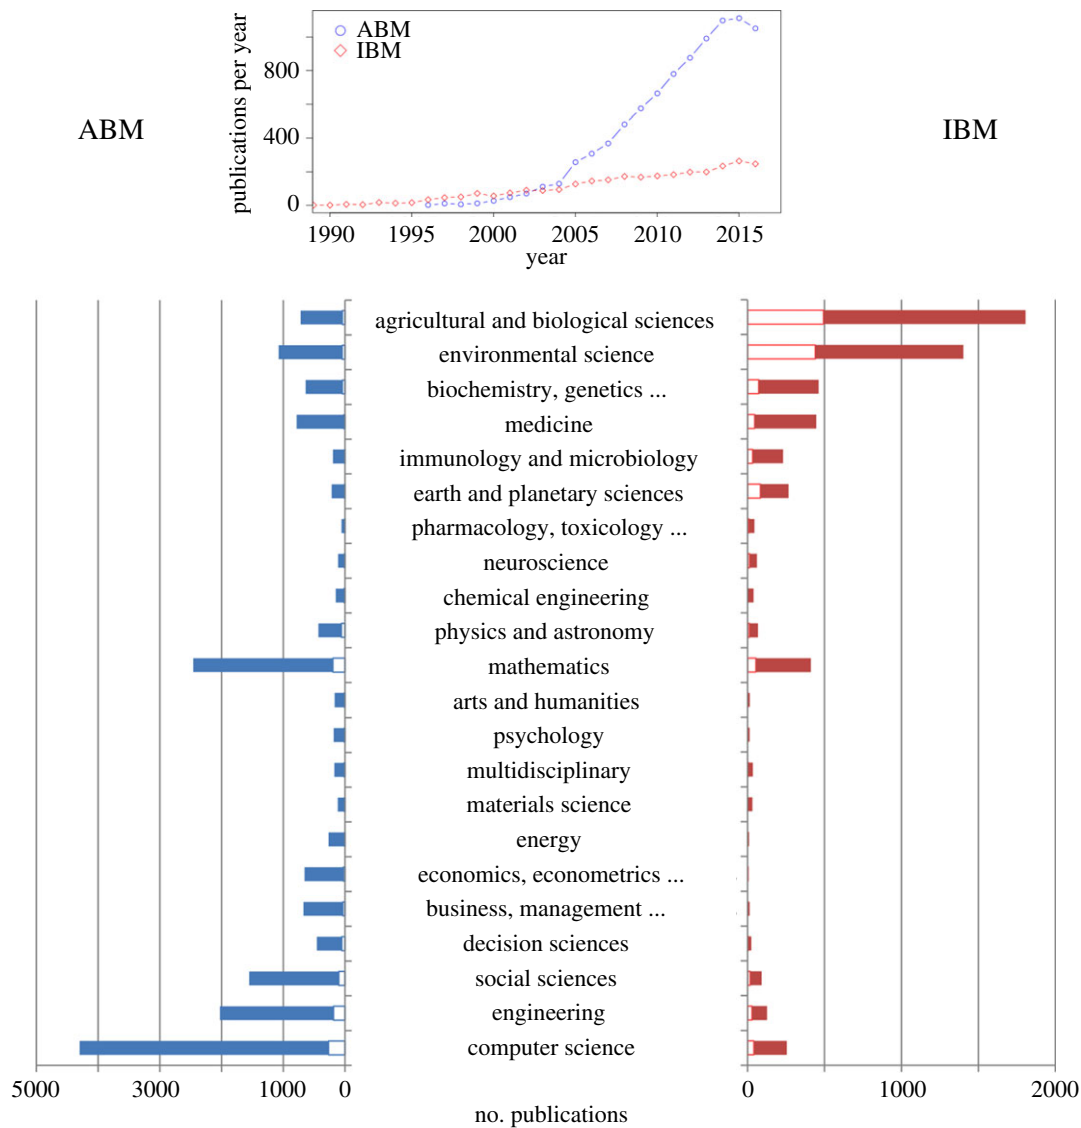 publications per year
ABM
IBM
800
400
0
1990 1995 2000 2005 2010 2015
year
ABM
IBM
agricultural and biological sciences
environmental science
biochemistry, genetics ...
medicine
immunology and microbiology
earth and planetary sciences
pharmacology, toxicology ...
neuroscience
chemical engineering
physics and astronomy
mathematics
arts and humanities
psychology
multidisciplinary
materials science
energy
economics, econometrics ...
business, management ...
decision sciences
social sciences
engineering
computer science
5000 3000 1000 0 0 1000 2000
no. publications